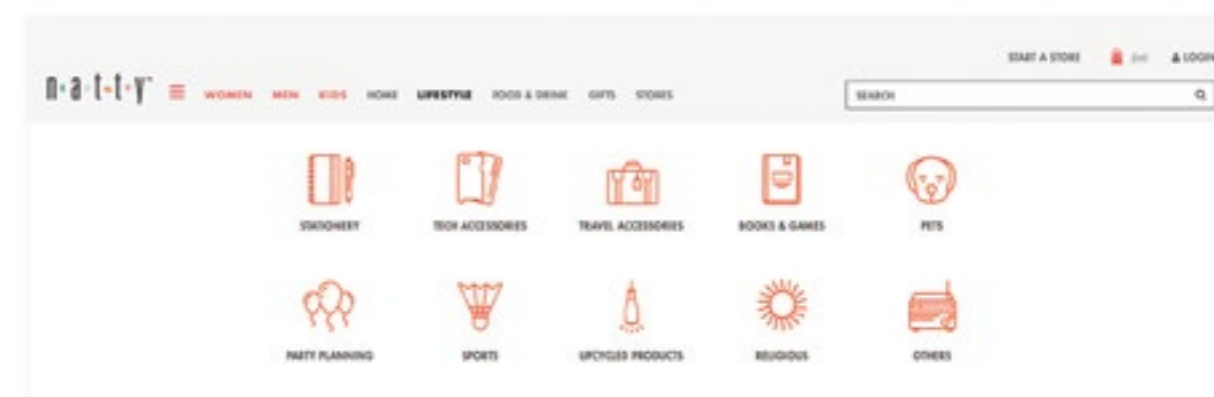 START A STORE LOGIN
n·a·t·t·y WOMEN MEN KIDS HOME LIFESTYLE FOOD & DRINK GIFTS STORES SEARCH
STATIONERY TECH ACCESSORIES TRAVEL ACCESSORIES BOOKS & GAMES PETS
PARTY PLANNING SPORTS UPCYCLED PRODUCTS RELIGIOUS OTHERS